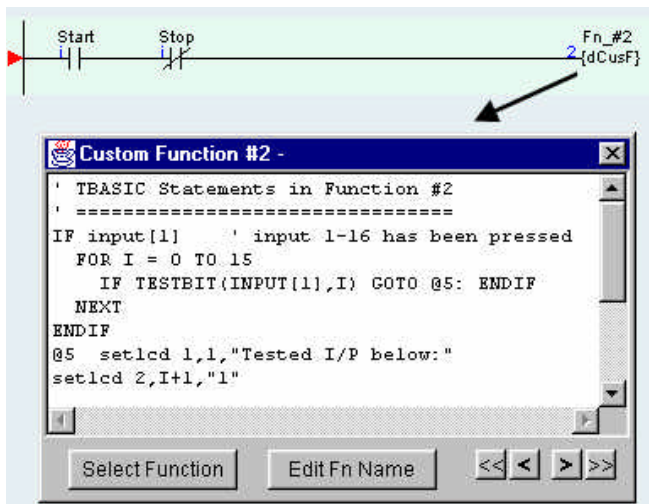 Start Stop Fn_#2
i i 2 {dCusF}
Custom Function #2 -
' TBASIC Statements in Function #2
' ================================
IF input[1] ' input 1-16 has been pressed
FOR I = 0 TO 15
IF TESTBIT(INPUT[1],I) GOTO @5: ENDIF
NEXT
ENDIF
@5 setlcd 1,1,"Tested I/P below:"
setlcd 2,I+1,"1"
Select Function Edit Fn Name << < > >>